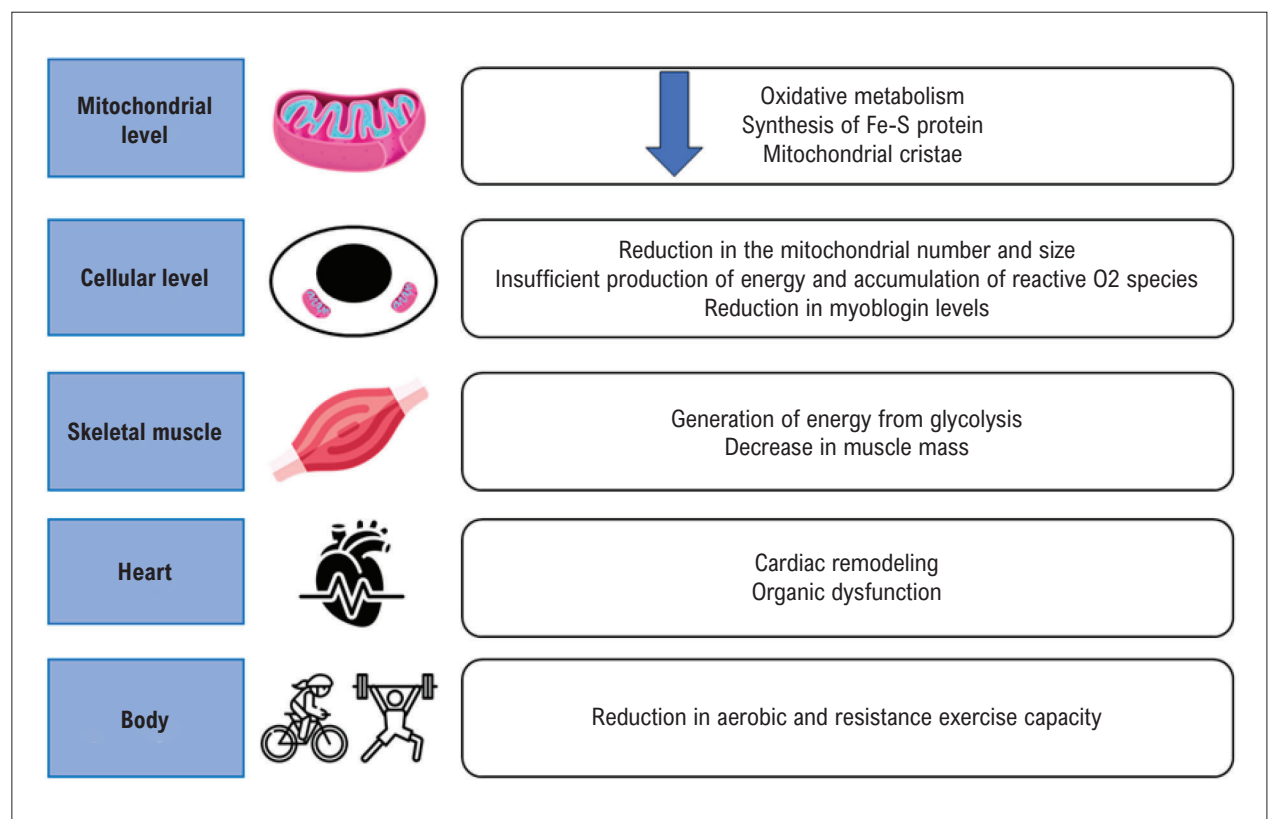 Mitochondrial
level
Oxidative metabolism
Synthesis of Fe-S protein
Mitochondrial cristae
Cellular level
Reduction in the mitochondrial number and size
Insufficient production of energy and accumulation of reactive O2 species
Reduction in myoblogin levels
Skeletal muscle
Generation of energy from glycolysis
Decrease in muscle mass
Heart
Cardiac remodeling
Organic dysfunction
Body
Reduction in aerobic and resistance exercise capacity